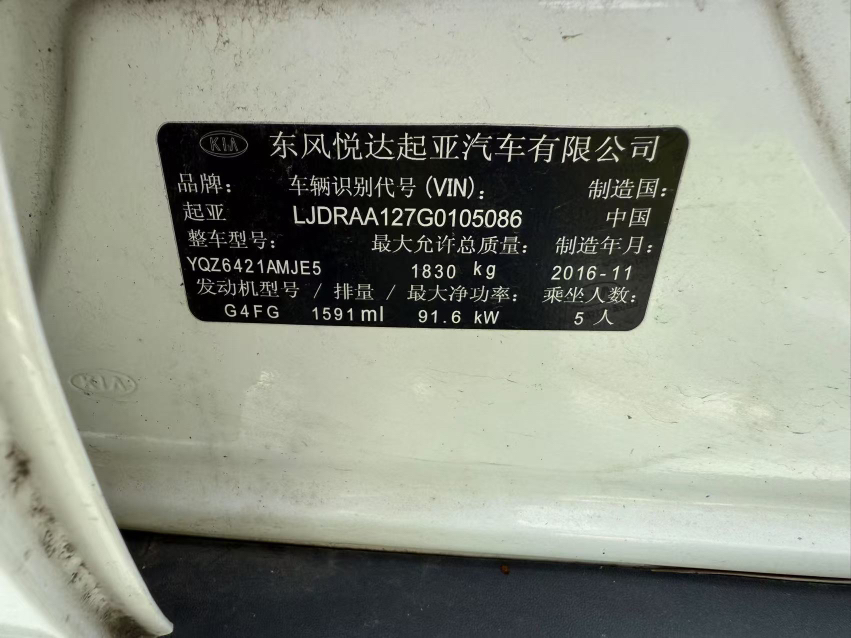 KIA 东风悦达起亚汽车有限公司
品牌： 车辆识别代号(VIN)： 制造国：
起亚 LJDRAA127G0105086 中国
整车型号： 最大允许总质量： 制造年月：
YQZ6421AMJE5 1830 kg 2016-11
发动机型号 / 排量 / 最大净功率： 乘坐人数：
G4FG 1591ml 91.6 kW 5 人
KIA